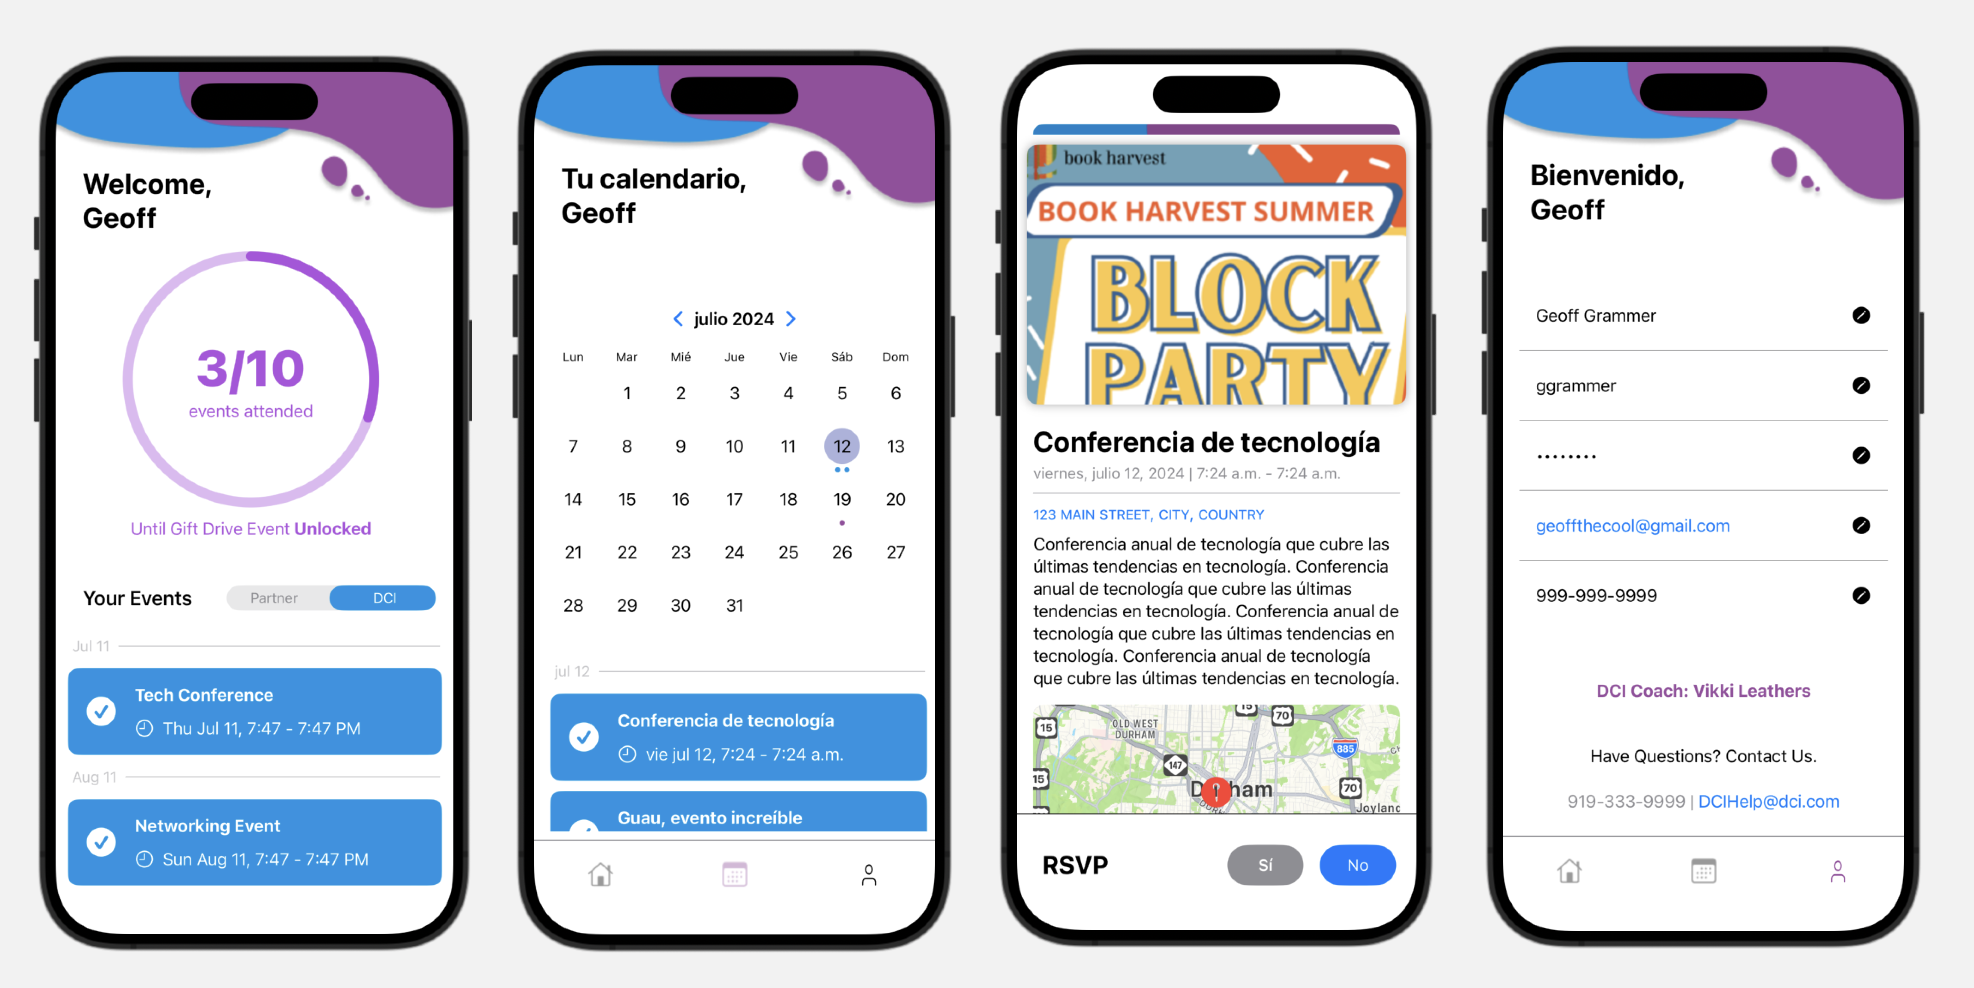 Welcome,
Geoff
3/10
events attended
Until Gift Drive Event Unlocked
Your Events
Partner
DCI
Jul 11
Tech Conference
Thu Jul 11, 7:47 - 7:47 PM
Aug 11
Networking Event
Sun Aug 11, 7:47 - 7:47 PM
Tu calendario,
Geoff
julio 2024
Lun Mar Mié Jue Vie Sáb Dom
1 2 3 4 5 6
7 8 9 10 11 12 13
14 15 16 17 18 19 20
21 22 23 24 25 26 27
28 29 30 31
jul 12
Conferencia de tecnología
vie jul 12, 7:24 - 7:24 a.m.
Guau, evento increíble
book harvest
BOOK HARVEST SUMMER
BLOCK
PARTY
Conferencia de tecnología
viernes, julio 12, 2024 | 7:24 a.m. - 7:24 a.m.
123 MAIN STREET, CITY, COUNTRY
Conferencia anual de tecnología que cubre las
últimas tendencias en tecnología. Conferencia
anual de tecnología que cubre las últimas
tendencias en tecnología. Conferencia anual de
tecnología que cubre las últimas tendencias en
tecnología. Conferencia anual de tecnología
que cubre las últimas tendencias en tecnología.
15
70
15
OLD WEST
DURHAM
885
147
15
70
Joylanc
RSVP
Sí
No
Bienvenido,
Geoff
Geoff Grammer
ggrammer
••••••••
geoffthecool@gmail.com
999-999-9999
DCI Coach: Vikki Leathers
Have Questions? Contact Us.
919-333-9999 | DCIHelp@dci.com